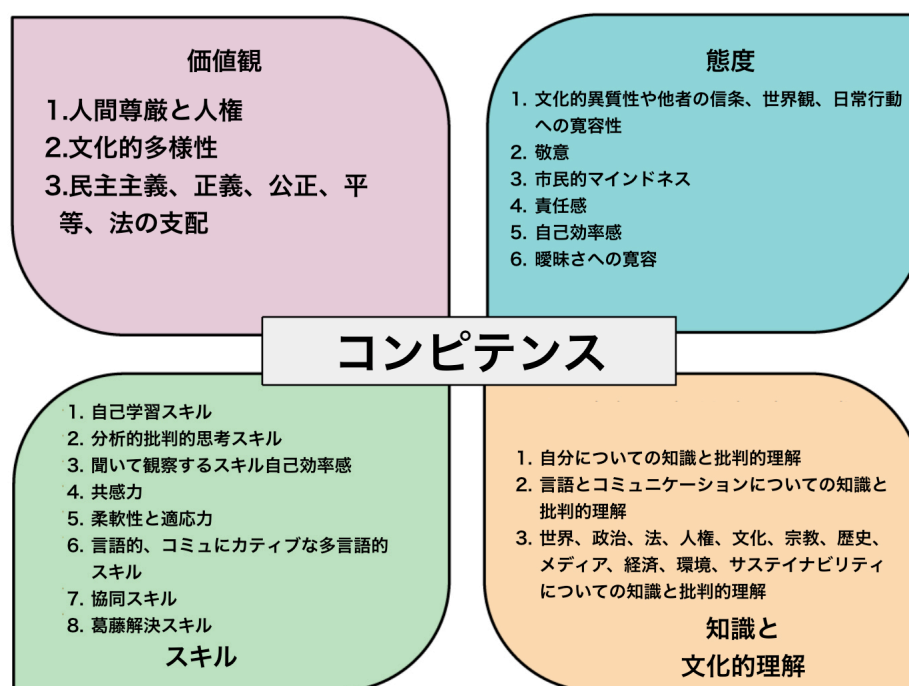 価値観
1.人間尊厳と人権
2.文化的多様性
3.民主主義、正義、公正、平
等、法の支配
態度
1. 文化的異質性や他者の信条、世界観、日常行動
への寛容性
2. 敬意
3. 市民的マインドネス
4. 責任感
5. 自己効率感
6. 曖昧さへの寛容
コンピテンス
1. 自己学習スキル
2. 分析的批判的思考スキル
3. 聞いて観察するスキル自己効率感
4. 共感力
5. 柔軟性と適応力
6. 言語的、コミュにカティブな多言語的
スキル
7. 協同スキル
8. 葛藤解決スキル
スキル
1. 自分についての知識と批判的理解
2. 言語とコミュニケーションについての知識と
批判的理解
3. 世界、政治、法、人権、文化、宗教、歴史、
メディア、経済、環境、サステイナビリティ
についての知識と批判的理解
知識と
文化的理解